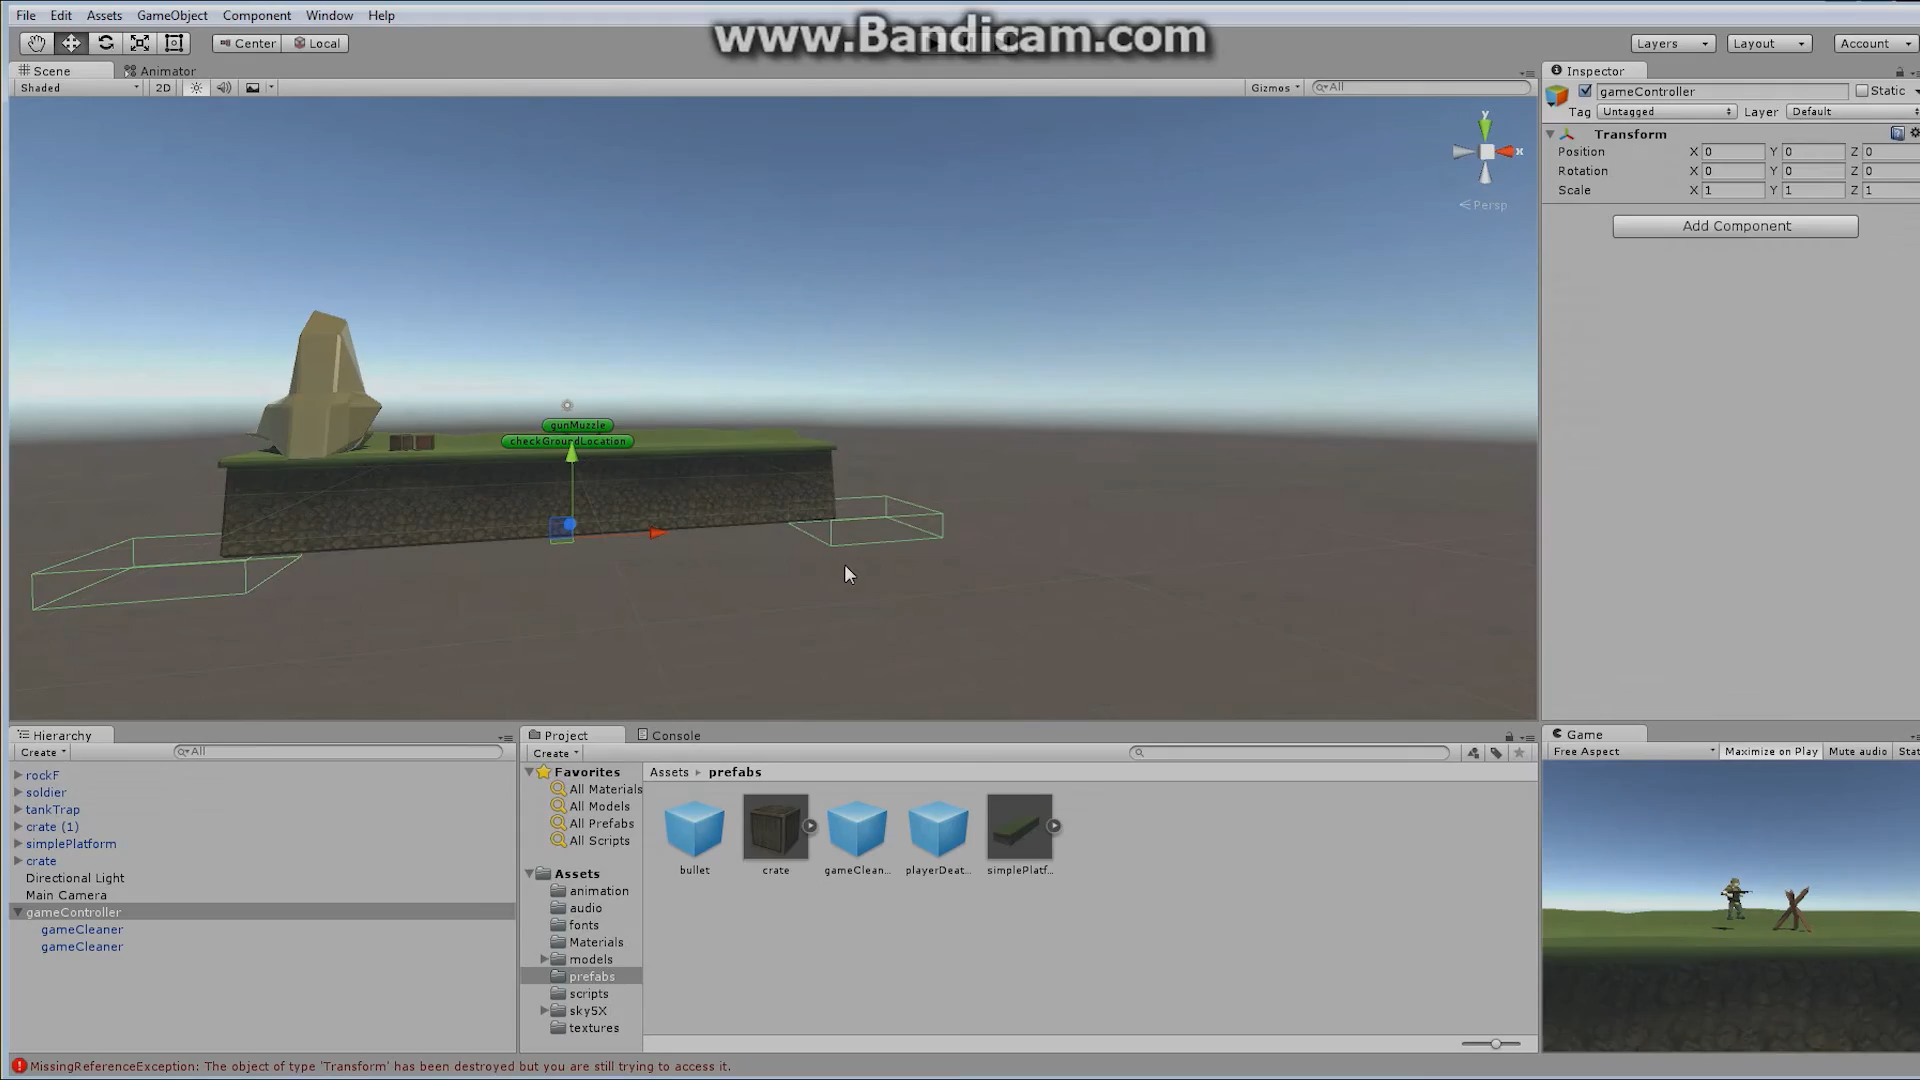 File Edit Assets GameObject Component Window Help
www.Bandicam.com
Center Local
Layers Layout Account
Scene Animator
Shaded 2D Gizmos All
Inspector
gameController Static
Tag Untagged Layer Default
Transform
Position X 0 Y 0 Z 0
Rotation X 0 Y 0 Z 0
Scale X 1 Y 1 Z 1
Add Component
y
x
Persp
gunMuzzle
checkGroundLocation
Hierarchy
Create All
rockF
soldier
tankTrap
crate (1)
simplePlatform
crate
Directional Light
Main Camera
gameController
gameCleaner
gameCleaner
Project Console
Create
Favorites
All Materials
All Models
All Prefabs
All Scripts
Assets
animation
audio
fonts
Materials
models
prefabs
scripts
sky5X
textures
Assets prefabs
bullet crate gameClean... playerDeat... simplePlatf...
Game
Free Aspect Maximize on Play Mute audio Stat
MissingReferenceException: The object of type 'Transform' has been destroyed but you are still trying to access it.